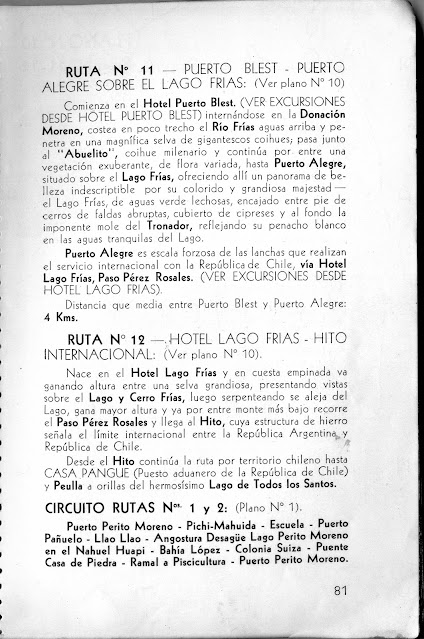 RUTA Nº 11 — PUERTO BLEST - PUERTO
ALEGRE SOBRE EL LAGO FRIAS: (Ver plano Nº 10)
Comienza en el Hotel Puerto Blest. (VER EXCURSIONES
DESDE HOTEL PUERTO BLEST) internándose en la Donación
Moreno, costea en poco trecho el Río Frías aguas arriba y pe-
netra en una magnífica selva de gigantescos coihues; pasa junto
al "Abuelito", coihue milenario y continúa por entre una
vegetación exuberante, de flora variada, hasta Puerto Alegre,
situado sobre el Lago Frías, ofreciendo allí un panorama de be-
lleza indescriptible por su colorido y grandiosa majestad —
el Lago Frías, de aguas verde lechosas, encajado entre pie de
cerros de faldas abruptas, cubierto de cipreses y al fondo la
imponente mole del Tronador, reflejando su penacho blanco
en las aguas tranquilas del Lago.
Puerto Alegre es escala forzosa de las lanchas que realizan
el servicio internacional con la República de Chile, vía Hotel
Lago Frías, Paso Pérez Rosales. (VER EXCURSIONES DESDE
HOTEL LAGO FRIAS).
Distancia que media entre Puerto Blest y Puerto Alegre:
4 Kms.
RUTA Nº 12 — HOTEL LAGO FRIAS - HITO
INTERNACIONAL: (Ver plano Nº 10).
Nace en el Hotel Lago Frías y en cuesta empinada va
ganando altura entre una selva grandiosa, presentando vistas
sobre el Lago y Cerro Frías, luego serpenteando se aleja del
Lago, gana mayor altura y ya por entre monte más bajo recorre
el Paso Pérez Rosales y llega al Hito, cuya estructura de hierro
señala el límite internacional entre la República Argentina y
República de Chile.
Desde el Hito continúa la ruta por territorio chileno hasta
CASA PANGUE (Puesto aduanero de la República de Chile)
y Peulla a orillas del hermosísimo Lago de Todos los Santos.
CIRCUITO RUTAS Nos. 1 y 2: (Plano Nº 1).
Puerto Perito Moreno - Pichi-Mahuida - Escuela - Puerto
Pañuelo - Llao Llao - Angostura Desagüe Lago Perito Moreno
en el Nahuel Huapi - Bahía López - Colonia Suiza - Puente
Casa de Piedra - Ramal a Piscicultura - Puerto Perito Moreno.
81